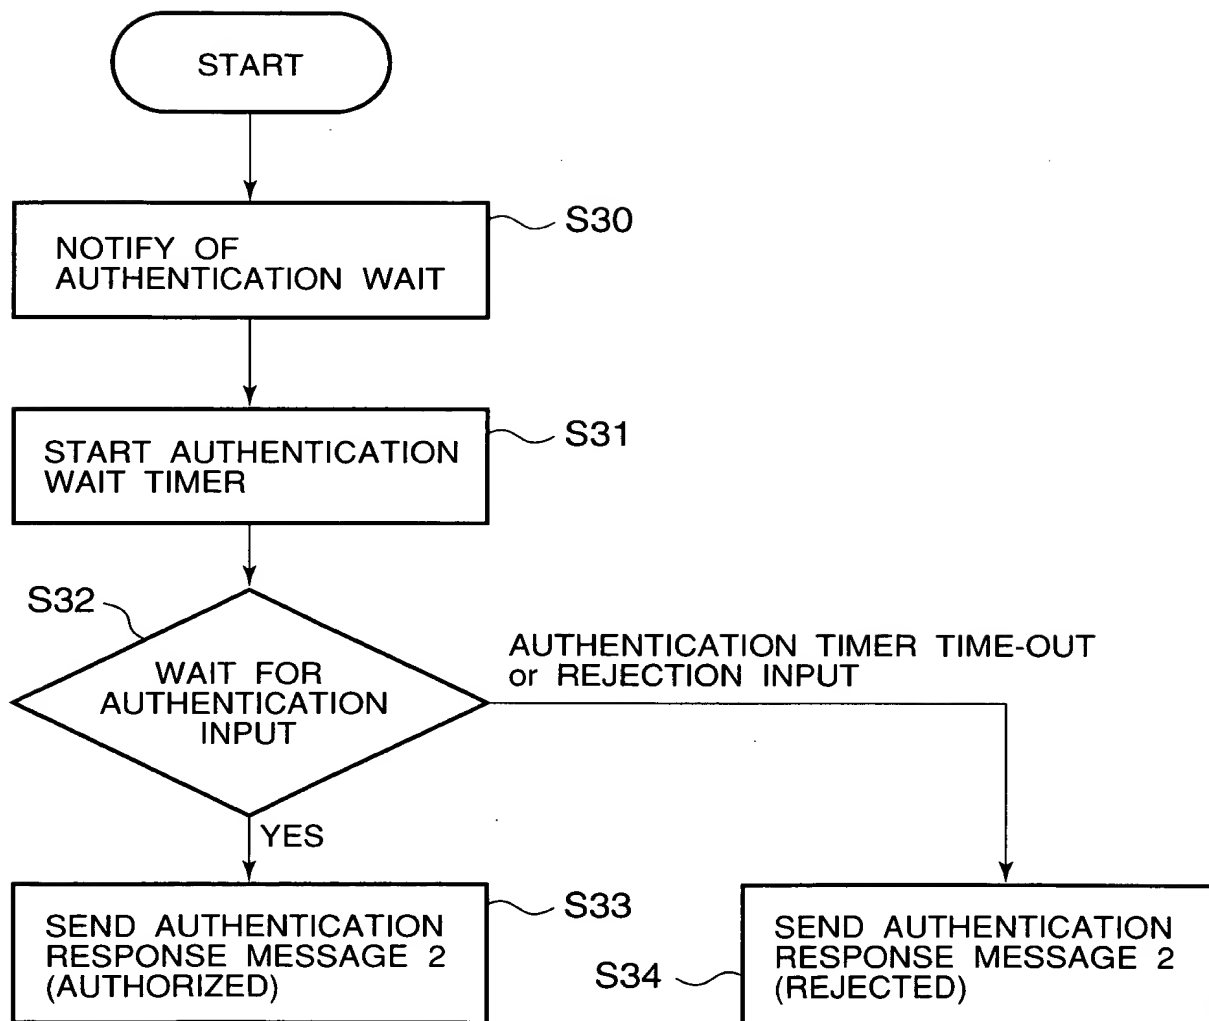 START
S30
NOTIFY OF
AUTHENTICATION WAIT
S31
START AUTHENTICATION
WAIT TIMER
S32
WAIT FOR
AUTHENTICATION
INPUT
AUTHENTICATION TIMER TIME-OUT
or REJECTION INPUT
YES
S33
SEND AUTHENTICATION
RESPONSE MESSAGE 2
(AUTHORIZED)
S34
SEND AUTHENTICATION
RESPONSE MESSAGE 2
(REJECTED)